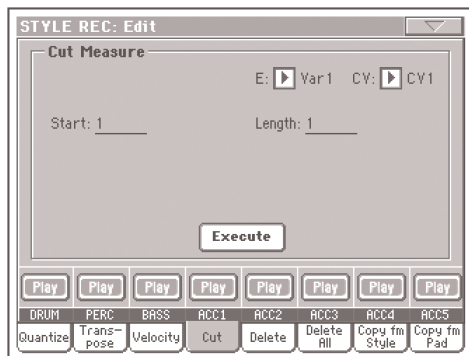 STYLE REC: Edit
Cut Measure
E: Var1 CV: CV1
Start: 1 Length: 1
Execute
Play Play Play Play Play Play Play Play
DRUM PERC BASS ACC1 ACC2 ACC3 ACC4 ACC5
Quantize Trans-pose Velocity Cut Delete Delete All Copy fm Style Copy fm Pad